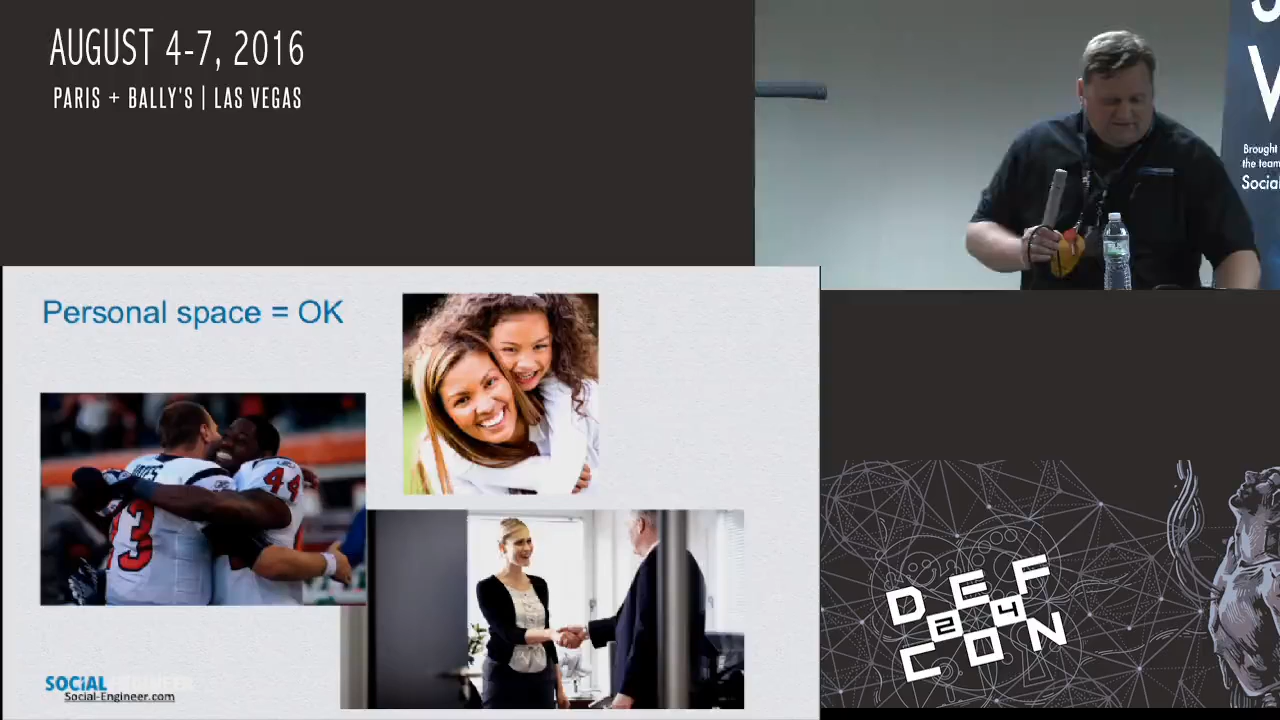 AUGUST 4-7, 2016
PARIS + BALLY'S | LAS VEGAS
Brought
the team
Social
Personal space = OK
44
13
SOCIAL ENGINEER
Social-Engineer.com
DEF
24
CON